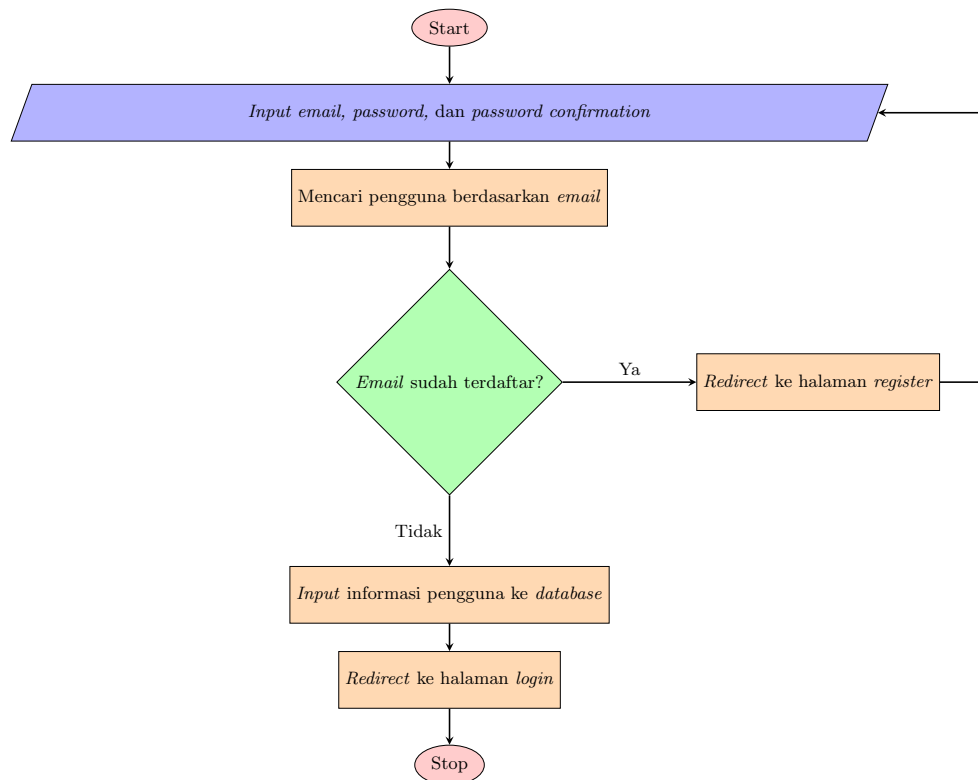 Start
Input email, password, dan password confirmation
Mencari pengguna berdasarkan email
Email sudah terdaftar?
Ya
Redirect ke halaman register
Tidak
Input informasi pengguna ke database
Redirect ke halaman login
Stop